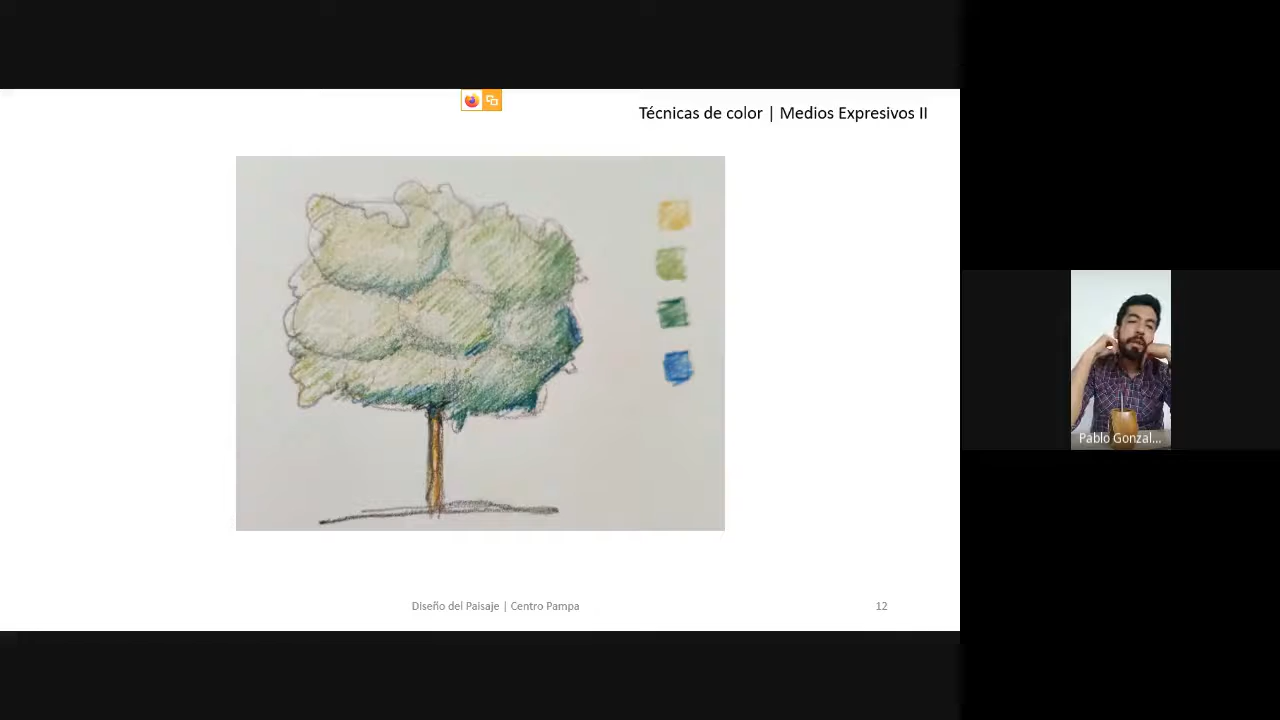 Técnicas de color | Medios Expresivos II
Pablo Gonzal...
Diseño del Paisaje | Centro Pampa
12